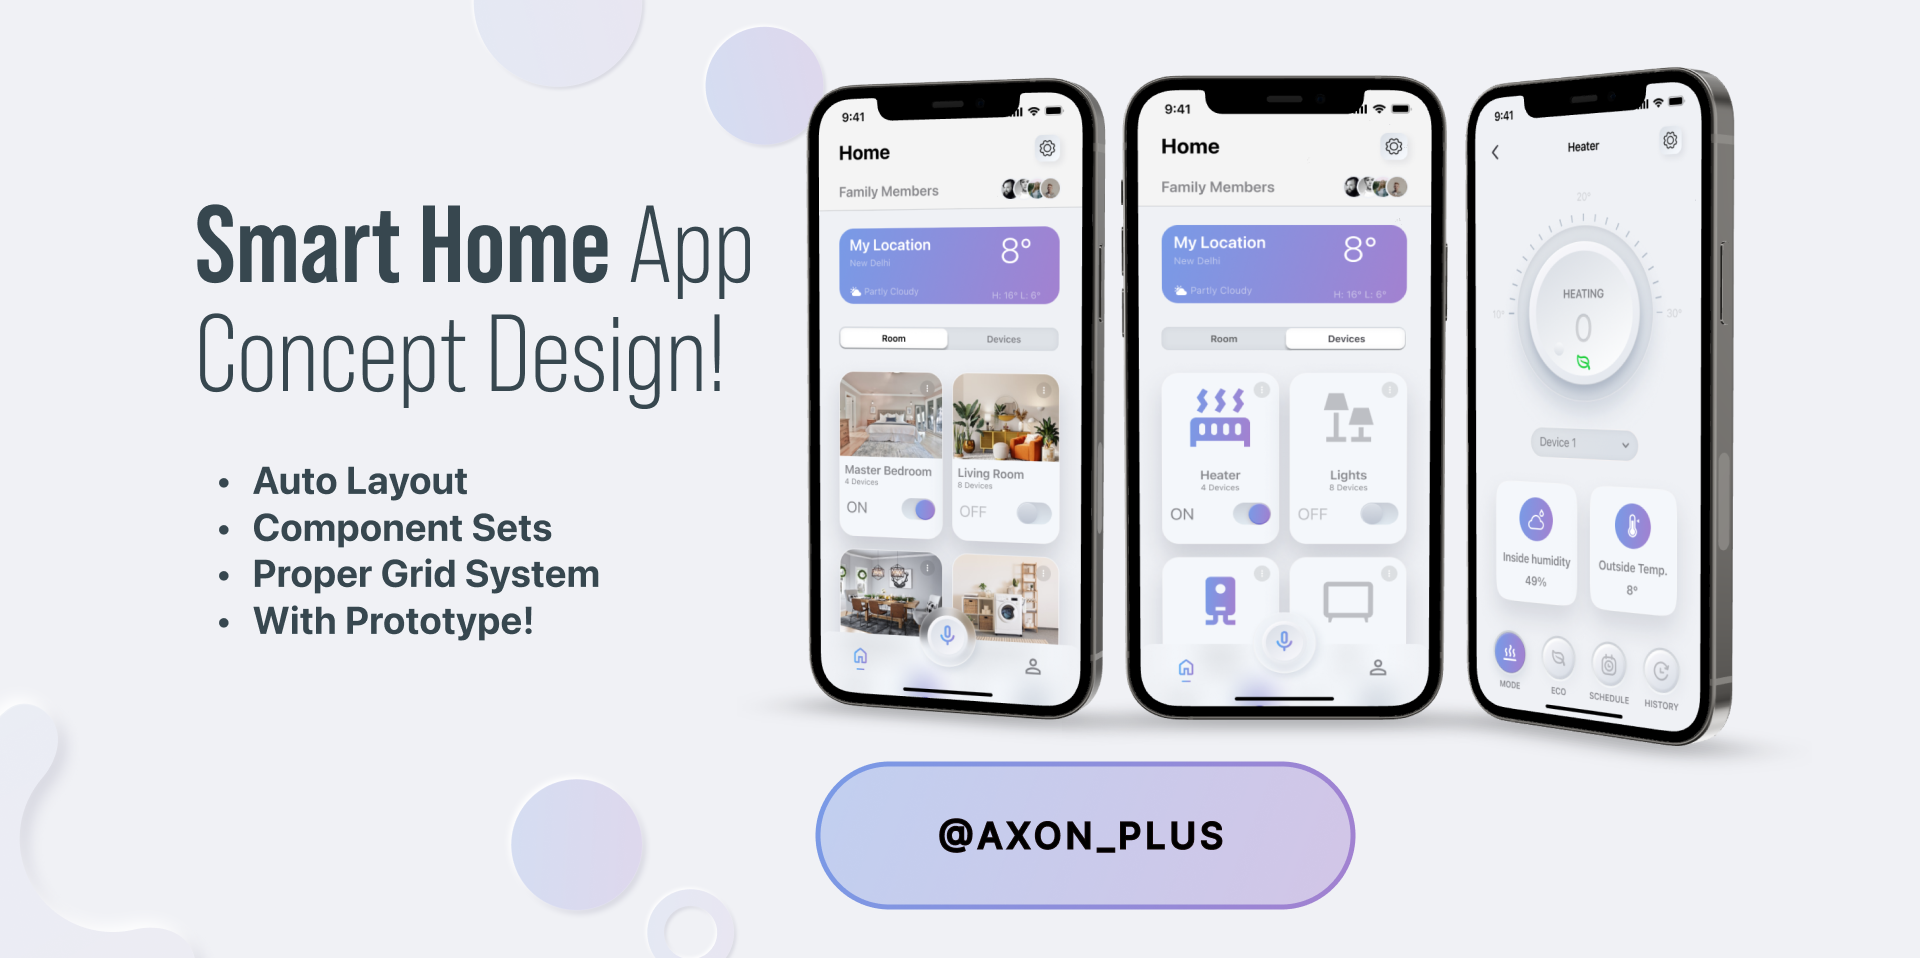 Smart Home App
Concept Design!
• Auto Layout
• Component Sets
• Proper Grid System
• With Prototype!
9:41
Home
Family Members
My Location
8°
New Delhi
Partly Cloudy
H: 16° L: 6°
Room
Devices
Master Bedroom
4 Devices
ON
Living Room
8 Devices
OFF
9:41
Home
Family Members
My Location
8°
New Delhi
Partly Cloudy
H: 16° L: 6°
Room
Devices
Heater
4 Devices
ON
Lights
8 Devices
OFF
9:41
Heater
20°
10°
30°
HEATING
0
Device 1
Inside humidity
49%
Outside Temp.
8°
MODE
ECO
SCHEDULE
HISTORY
@AXON_PLUS